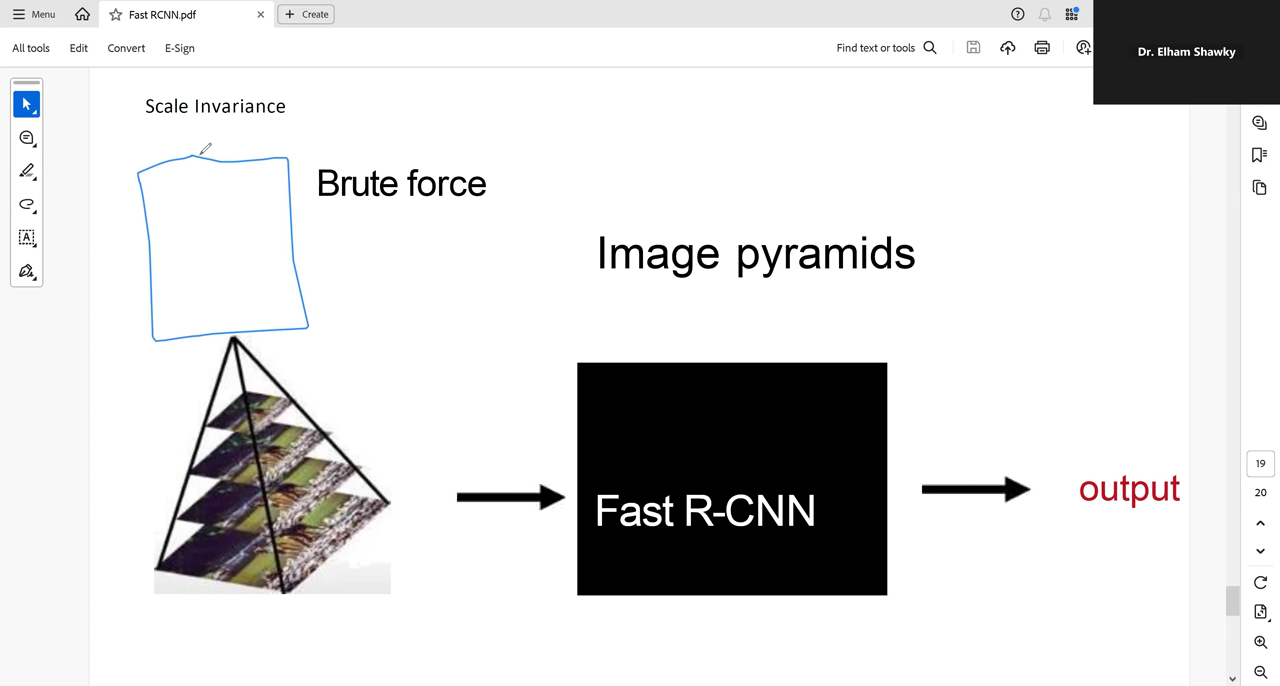 Menu
Fast RCNN.pdf
Create
All tools
Edit
Convert
E-Sign
Find text or tools
Dr. Elham Shawky
Scale Invariance
Brute force
Image pyramids
Fast R-CNN
output
19
20